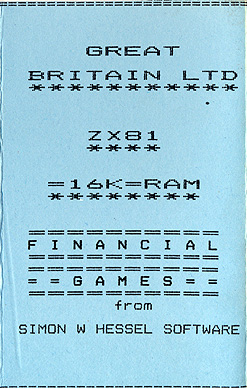 GREAT
BRITAIN LTD
***********
ZX81
****
=16K=RAM
********
==========
FINANCIAL
==========
==========
==GAMES==
==========
from
SIMON W HESSEL SOFTWARE